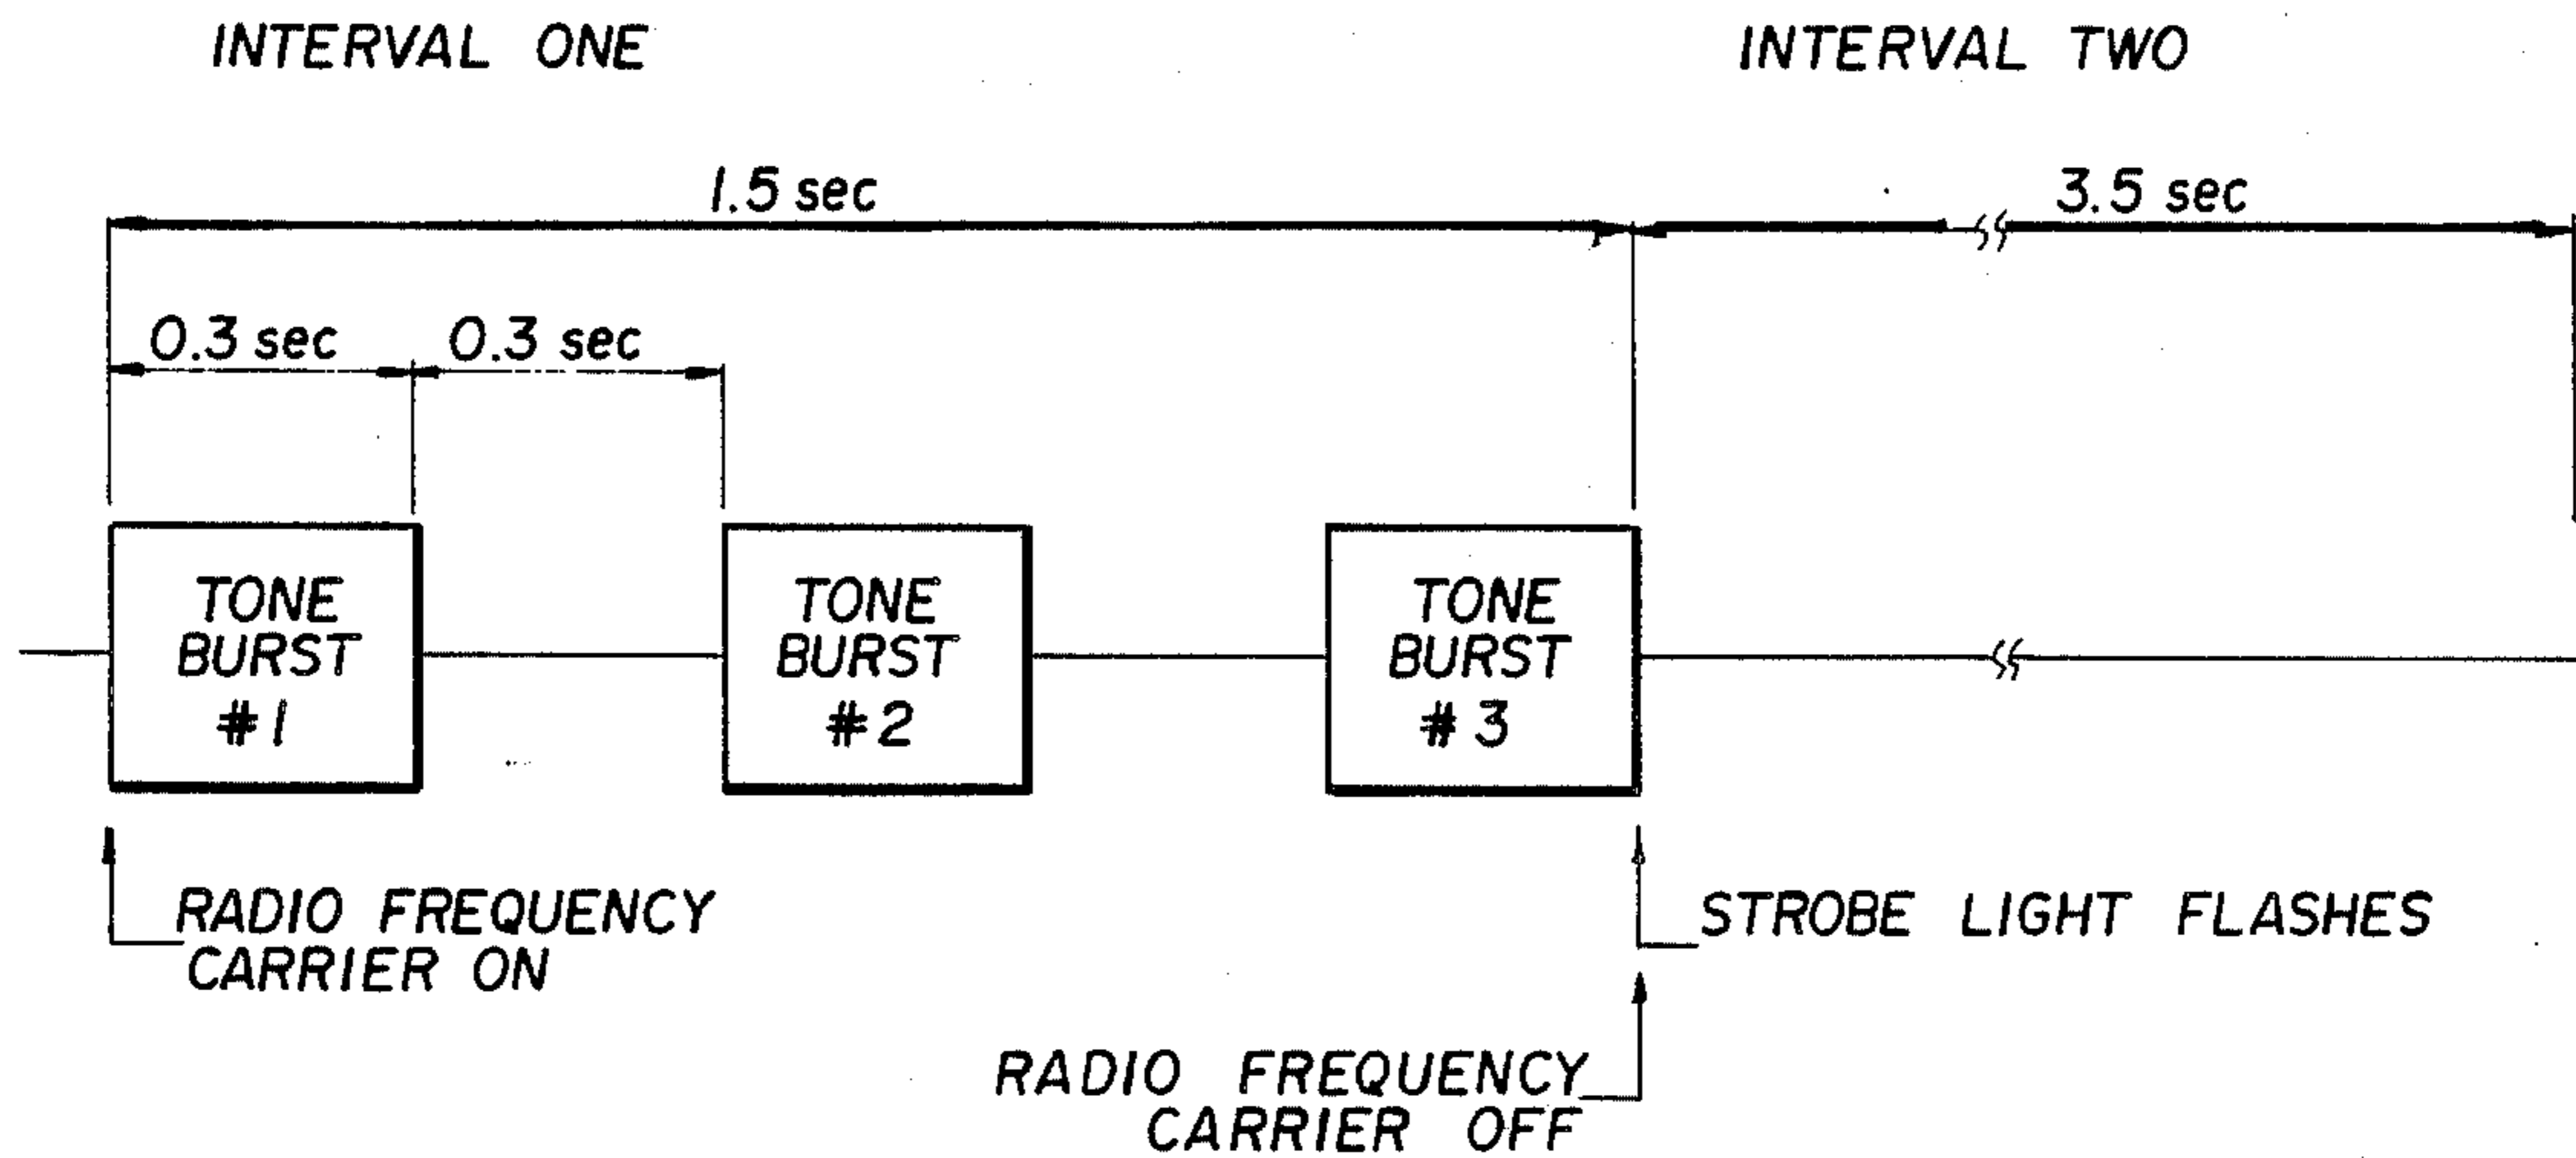 INTERVAL ONE
INTERVAL TWO
1.5 sec
3.5 sec
0.3 sec
0.3 sec
TONE
BURST
#1
TONE
BURST
#2
TONE
BURST
#3
RADIO FREQUENCY
CARRIER ON
STROBE LIGHT FLASHES
RADIO FREQUENCY
CARRIER OFF